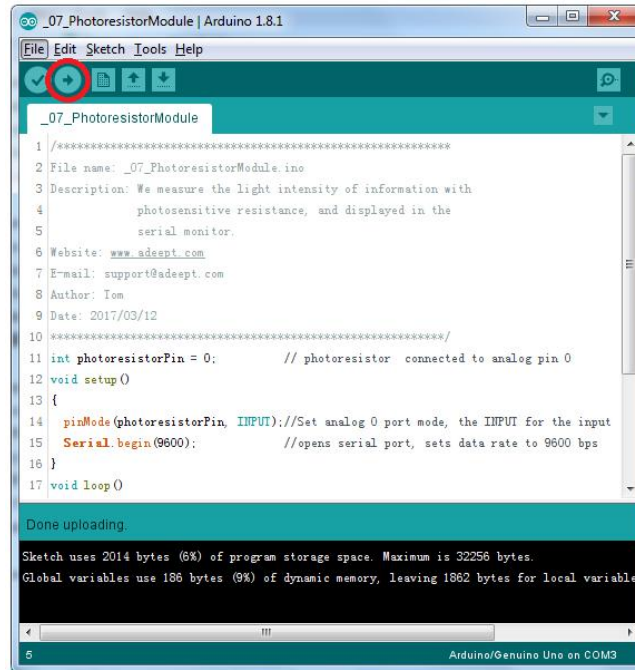 _07_PhotoresistorModule | Arduino 1.8.1
File Edit Sketch Tools Help
_07_PhotoresistorModule
1 /************************************************************
2 File name: _07_PhotoresistorModule.ino
3 Description: We measure the light intensity of information with
4 photosensitive resistance, and displayed in the
5 serial monitor.
6 Website: www.adeept.com
7 E-mail: support@adeept.com
8 Author: Tom
9 Date: 2017/03/12
10 ************************************************************/
11 int photoresistorPin = 0; // photoresistor connected to analog pin 0
12 void setup()
13 {
14 pinMode(photoresistorPin, INPUT);//Set analog 0 port mode, the INPUT for the input
15 Serial.begin(9600); //opens serial port, sets data rate to 9600 bps
16 }
17 void loop()
Done uploading.
Sketch uses 2014 bytes (6%) of program storage space. Maximum is 32256 bytes.
Global variables use 186 bytes (9%) of dynamic memory, leaving 1862 bytes for local variable
5 Arduino/Genuino Uno on COM3